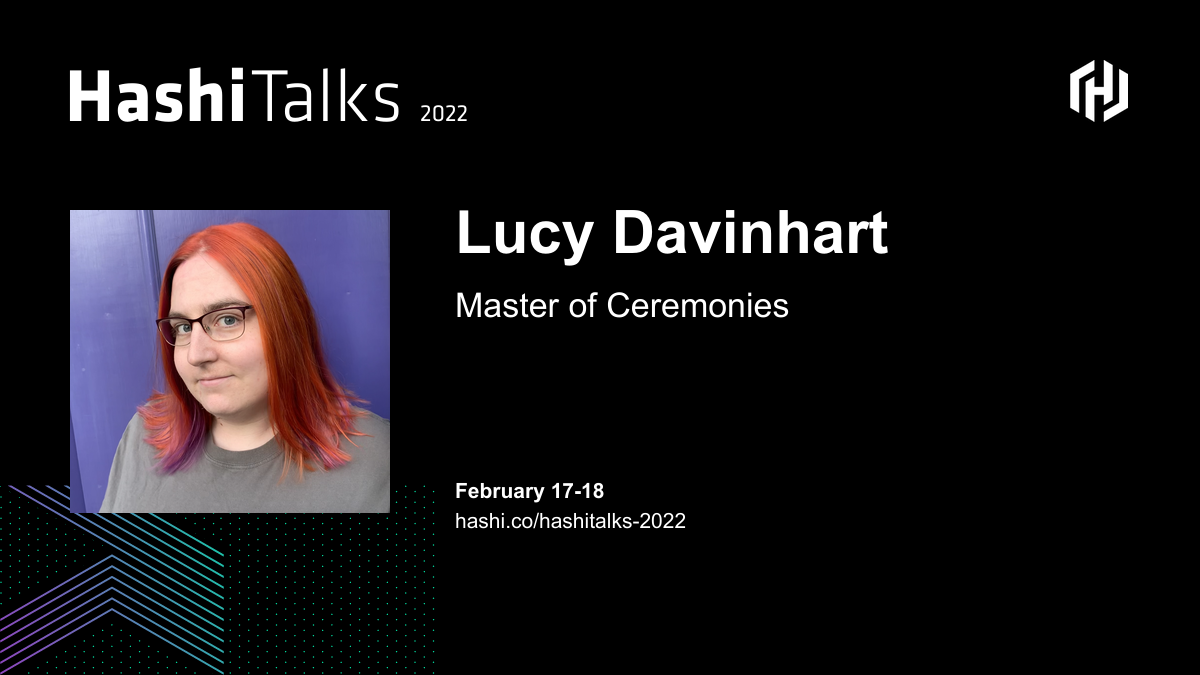 HashiTalks 2022
Lucy Davinhart
Master of Ceremonies
February 17-18
hashi.co/hashitalks-2022